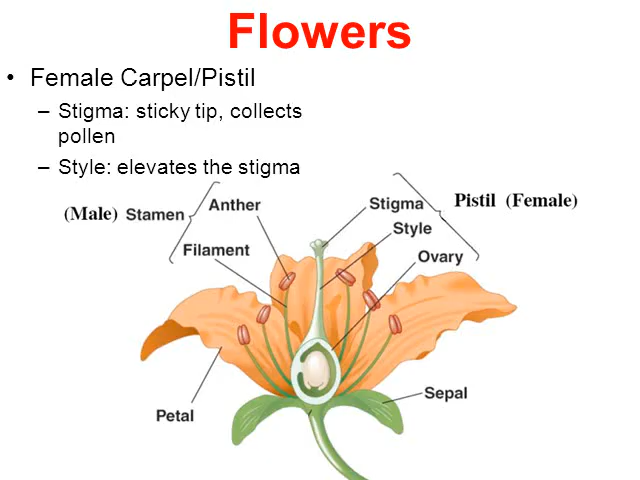 Flowers
• Female Carpel/Pistil
– Stigma: sticky tip, collects
pollen
– Style: elevates the stigma
(Male) Stamen
Anther
Filament
Stigma
Style
Ovary
Pistil (Female)
Petal
Sepal